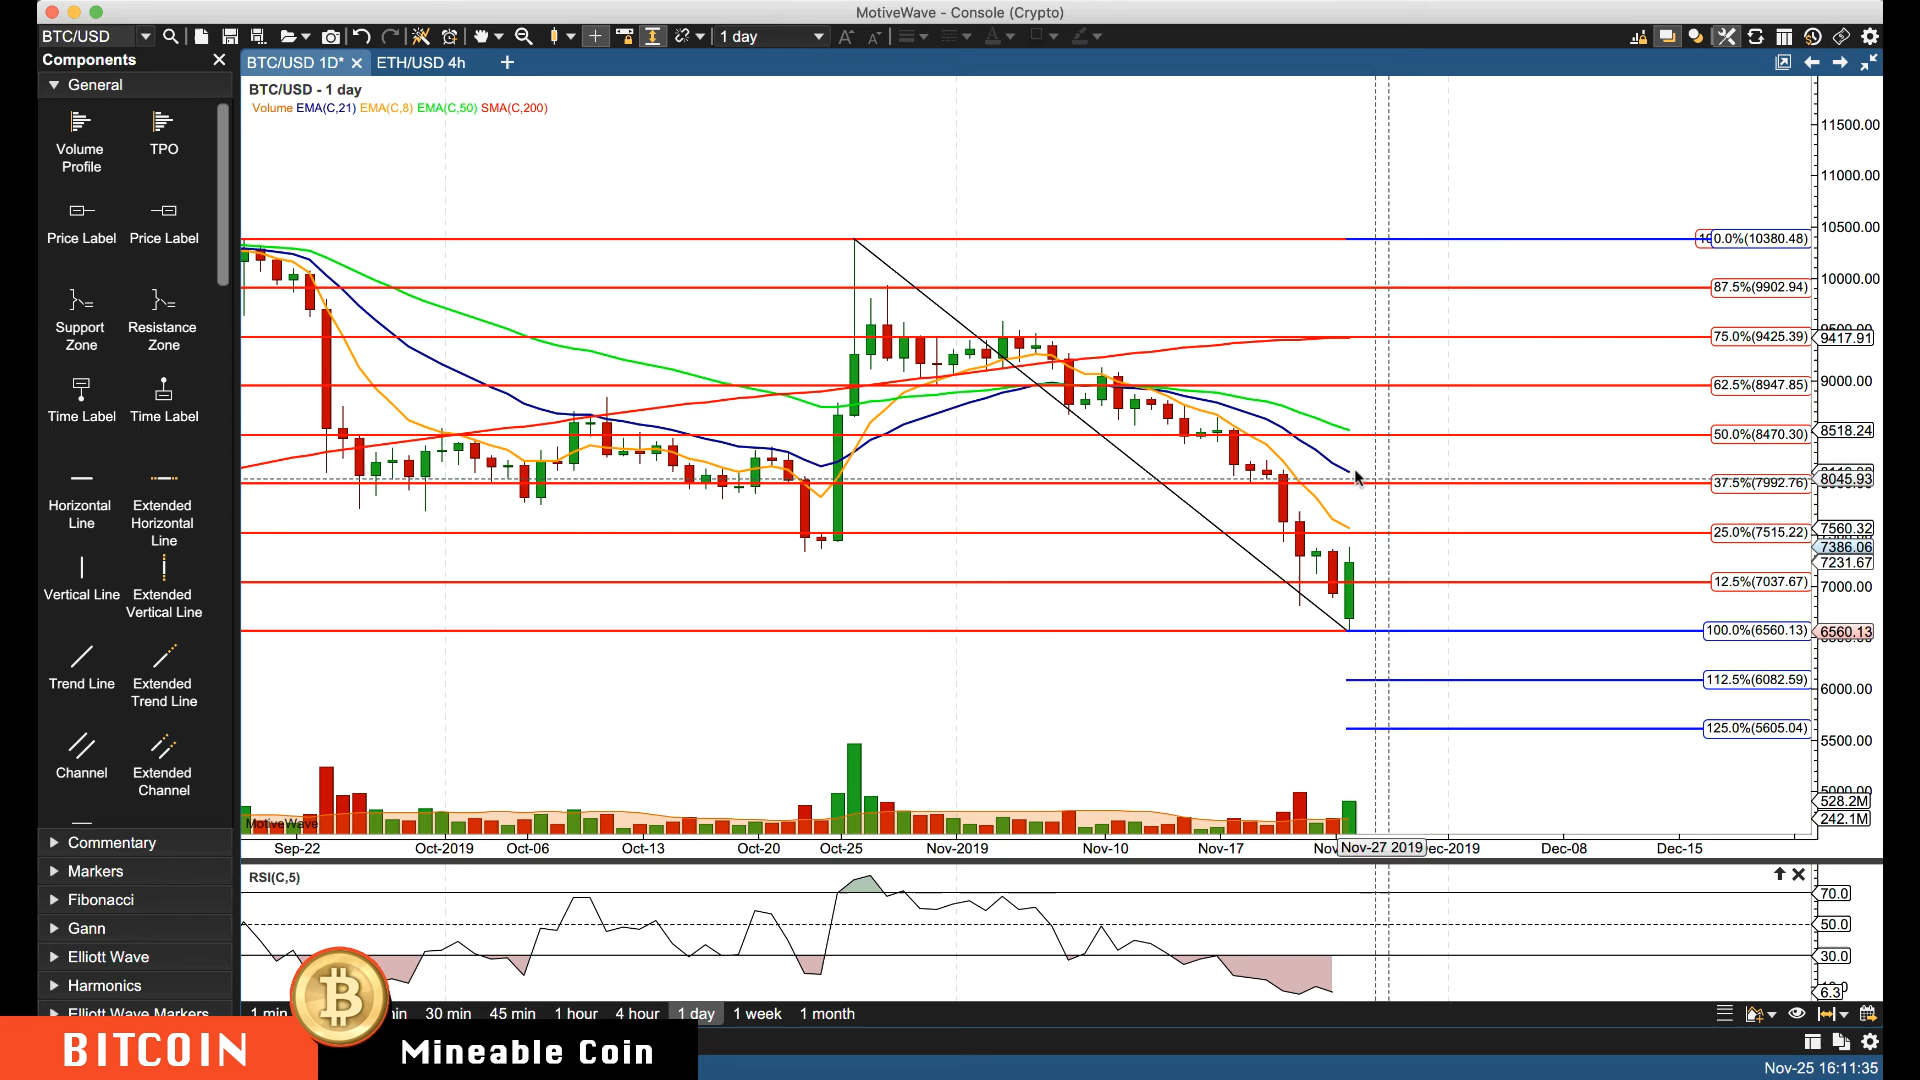 MotiveWave - Console (Crypto)
BTC/USD
1 day
Components
BTC/USD 1D*
ETH/USD 4h
General
BTC/USD - 1 day
Volume EMA(C,21) EMA(C,8) EMA(C,50) SMA(C,200)
Volume Profile
TPO
Price Label
Price Label
Support Zone
Resistance Zone
Time Label
Time Label
Horizontal Line
Extended Horizontal Line
Vertical Line
Extended Vertical Line
Trend Line
Extended Trend Line
Channel
Extended Channel
Commentary
Markers
Fibonacci
Gann
Elliott Wave
Harmonics
Elliott Wave Markers
11500.00
11000.00
10500.00
0.0%(10380.48)
10000.00
87.5%(9902.94)
75.0%(9425.39)
9417.91
62.5%(8947.85)
9000.00
50.0%(8470.30)
8518.24
37.5%(7992.76)
8045.93
25.0%(7515.22)
7560.32
7386.06
7231.67
12.5%(7037.67)
7000.00
100.0%(6560.13)
6560.13
112.5%(6082.59)
6000.00
125.0%(5605.04)
5500.00
528.2M
242.1M
MotiveWave
Sep-22
Oct-2019
Oct-06
Oct-13
Oct-20
Oct-25
Nov-2019
Nov-10
Nov-17
Nov-27 2019
Dec-08
Dec-15
RSI(C,5)
70.0
50.0
30.0
6.3
1 min
30 min
45 min
1 hour
4 hour
1 day
1 week
1 month
BITCOIN
Mineable Coin
Nov-25 16:11:35